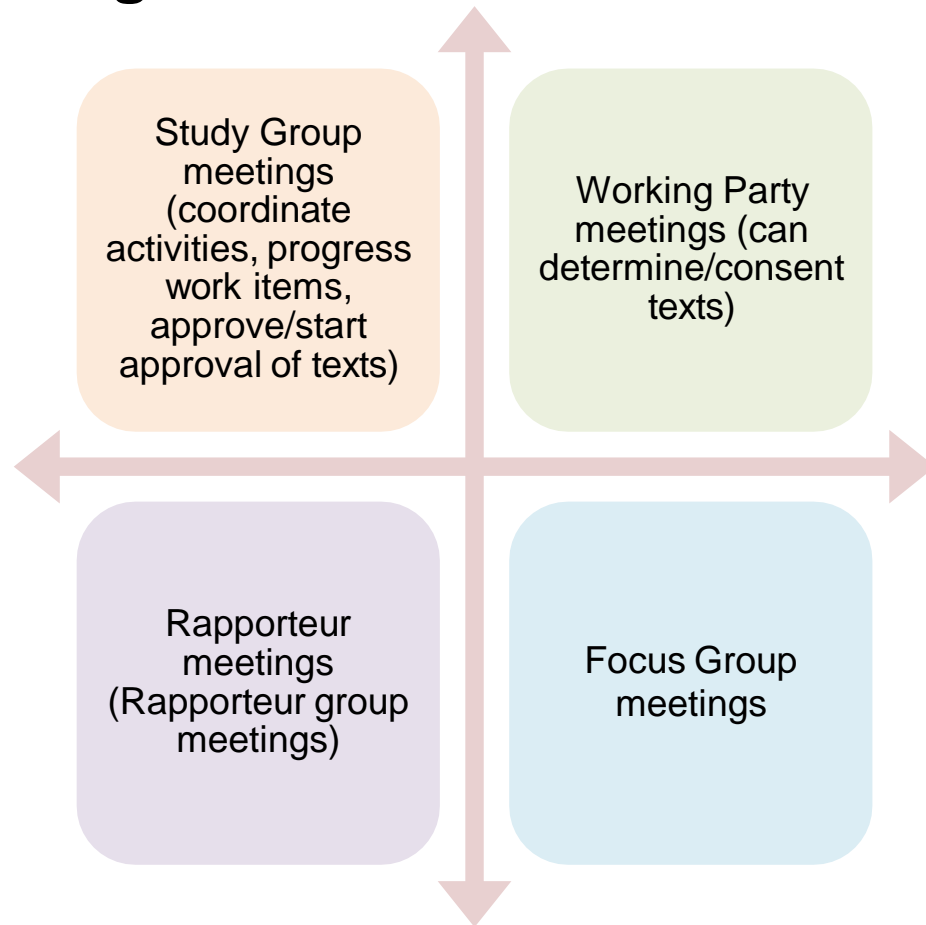 Study Group
meetings
(coordinate
activities, progress
work items,
approve/start
approval of texts)
Working Party
meetings (can
determine/consent
texts)
Rapporteur
meetings
(Rapporteur group
meetings)
Focus Group
meetings